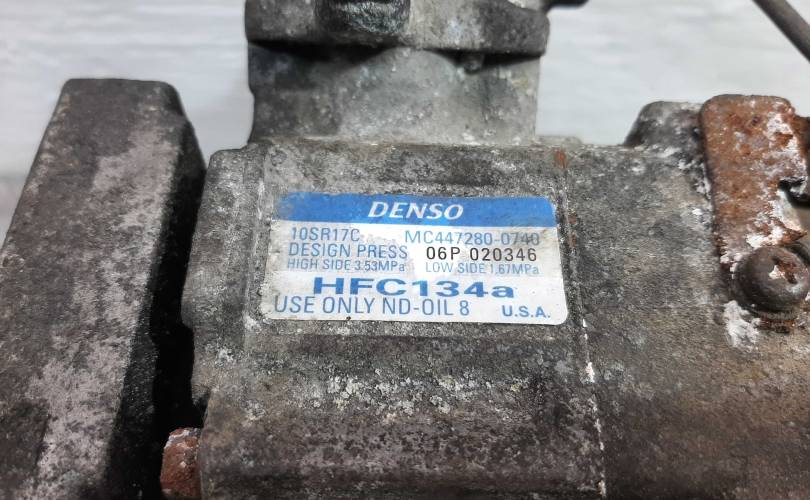 DENSO
10SR17C MC447280-0740
DESIGN PRESS 06P 020346
HIGH SIDE 3.53MPa LOW SIDE 1.67MPa
HFC134a
USE ONLY ND-OIL 8 U.S.A.